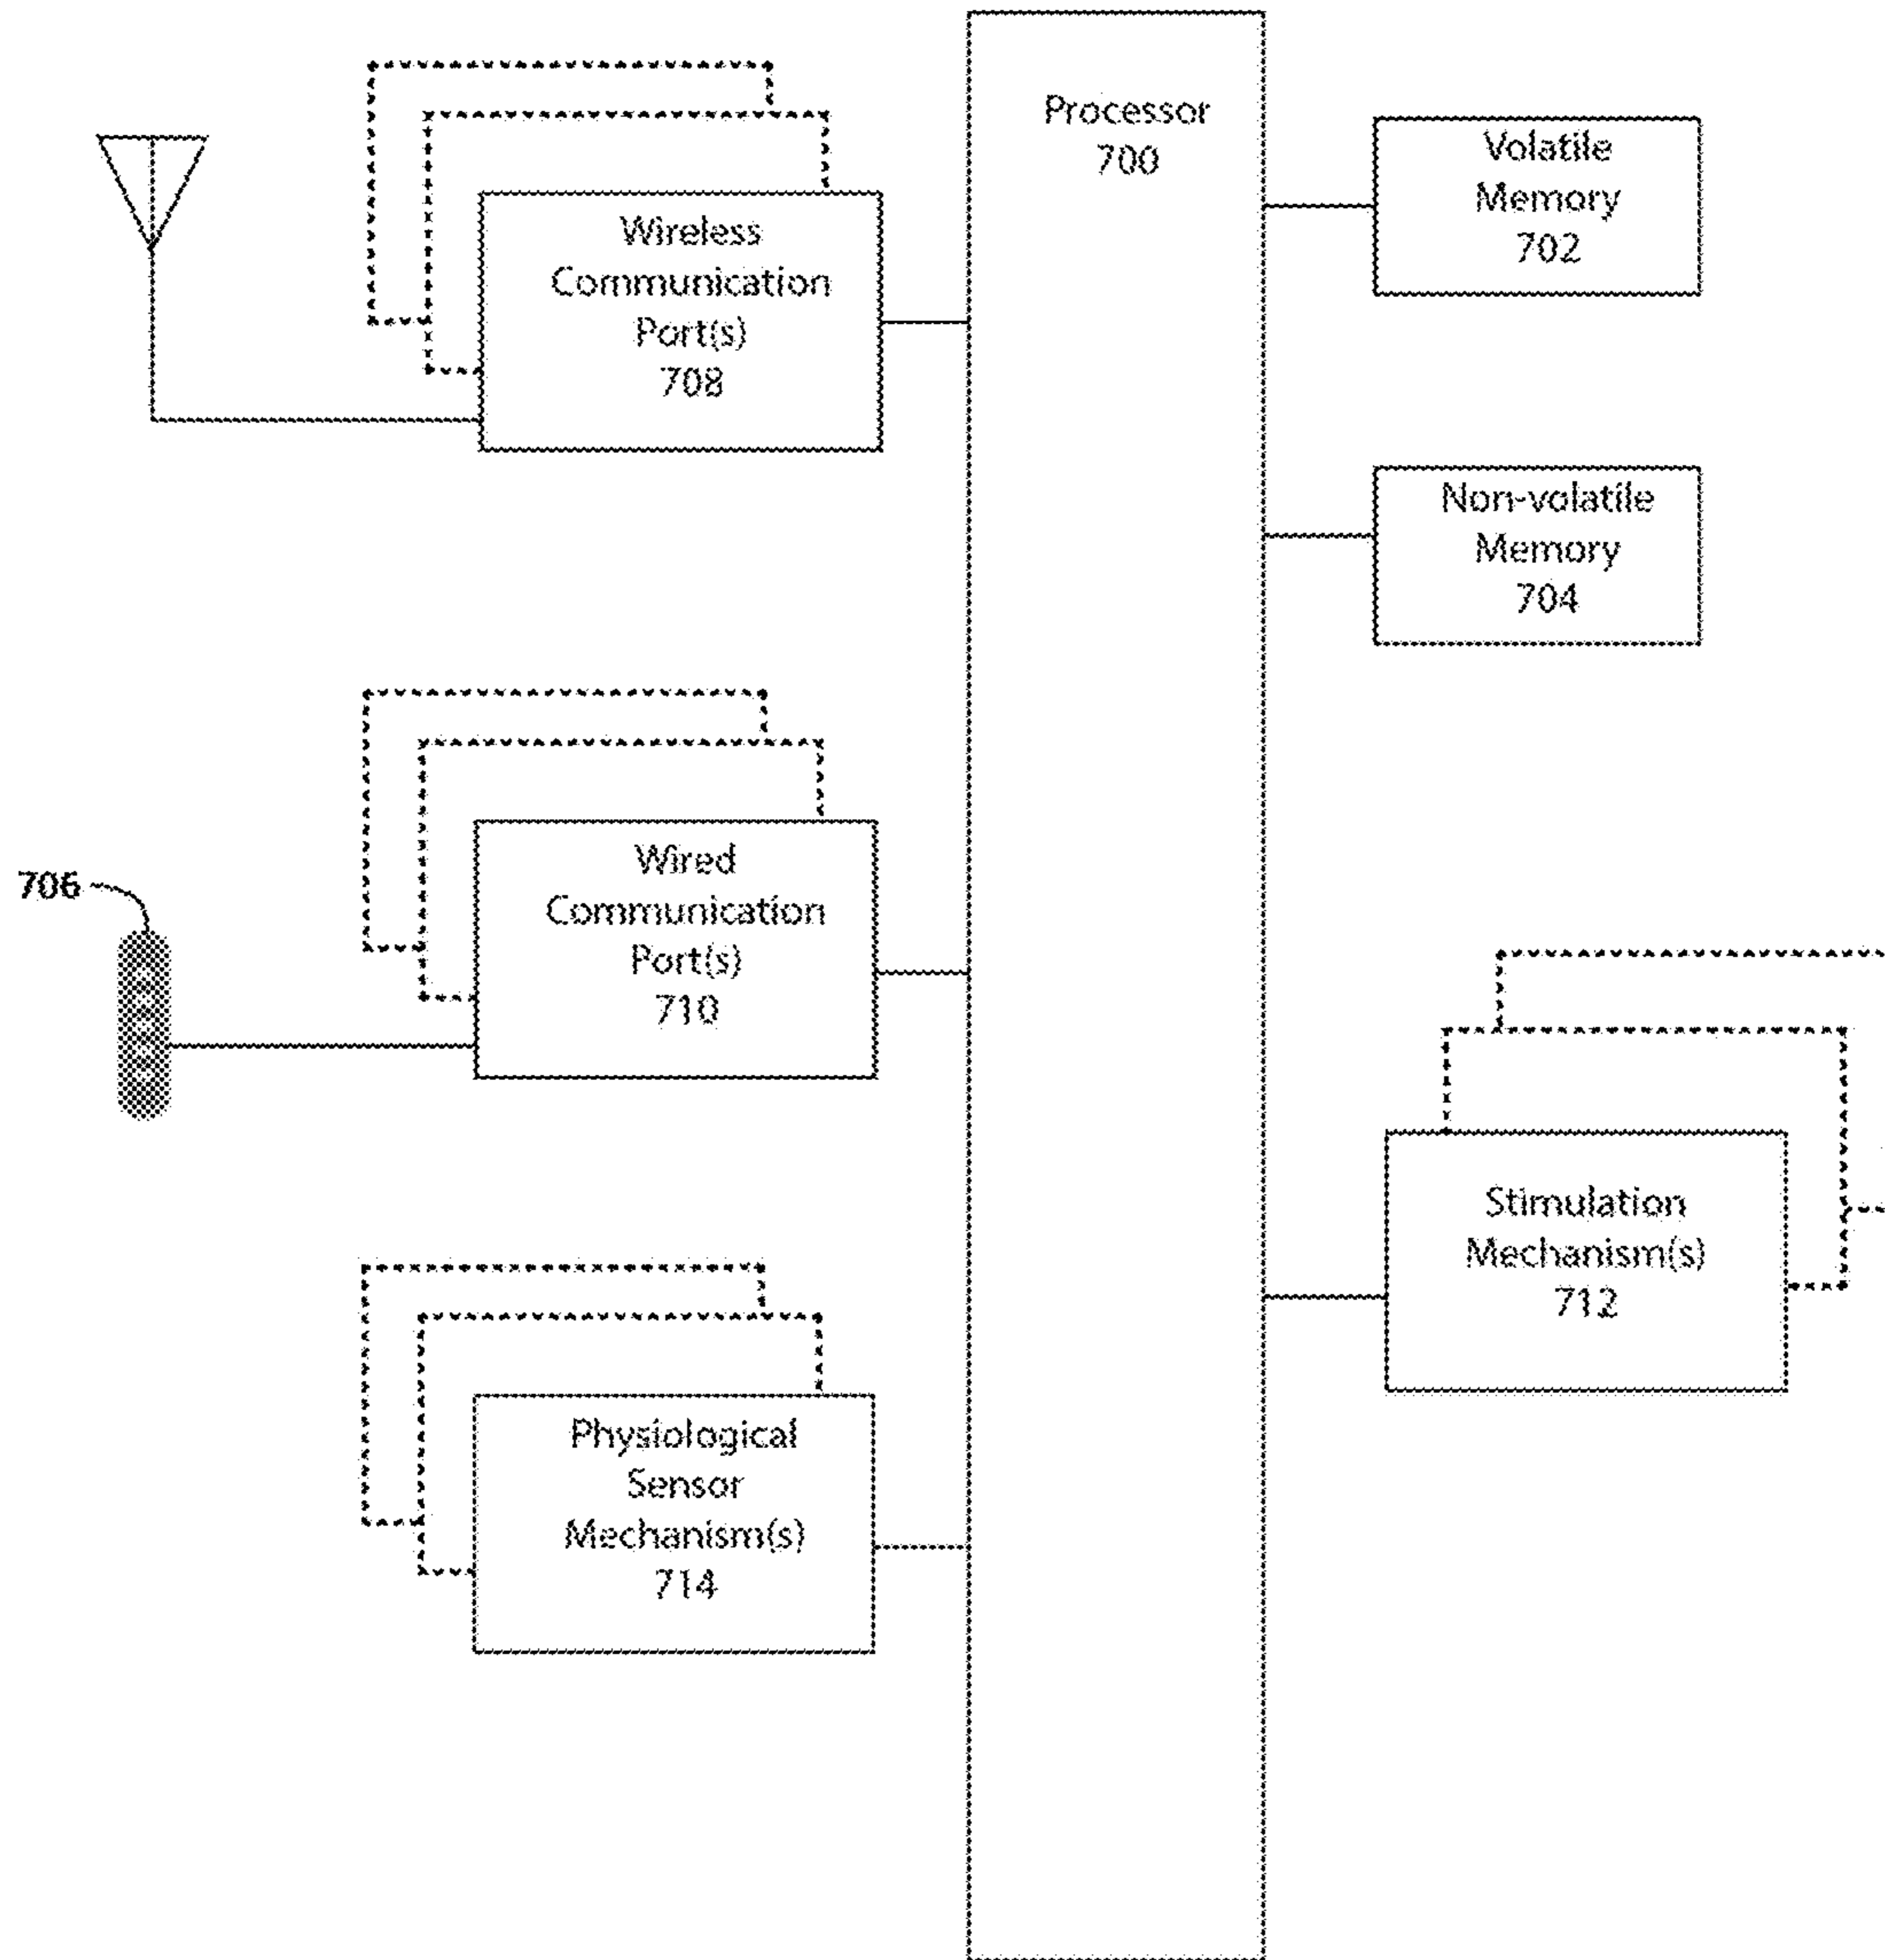 Processor
700
Volatile
Memory
702
Wireless
Communication
Port(s)
708
Non-volatile
Memory
704
706
Wired
Communication
Port(s)
710
Stimulation
Mechanism(s)
712
Physiological
Sensor
Mechanism(s)
714